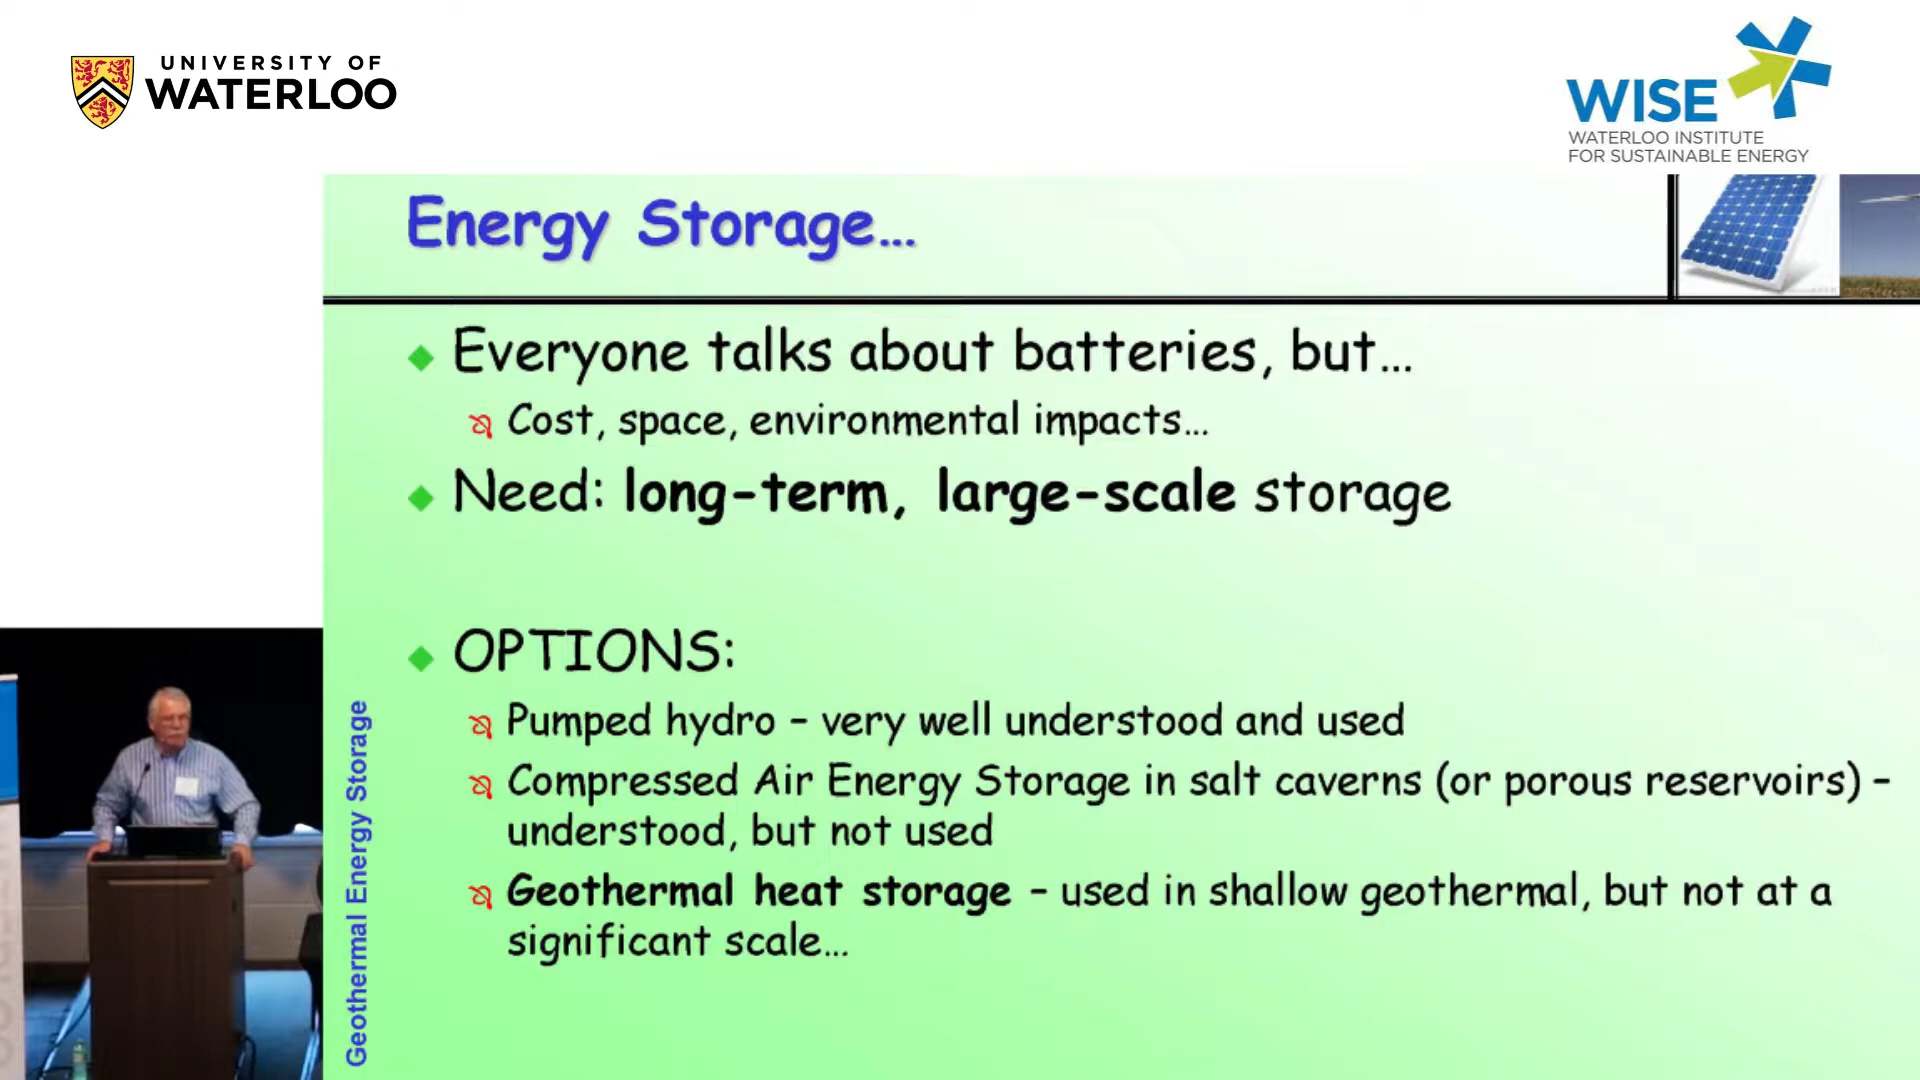 UNIVERSITY OF
WATERLOO
WISE
WATERLOO INSTITUTE
FOR SUSTAINABLE ENERGY
Energy Storage...
Everyone talks about batteries, but...
Cost, space, environmental impacts...
Need: long-term, large-scale storage
OPTIONS:
Pumped hydro – very well understood and used
Compressed Air Energy Storage in salt caverns (or porous reservoirs) –
understood, but not used
Geothermal heat storage – used in shallow geothermal, but not at a
significant scale...
Geothermal Energy Storage